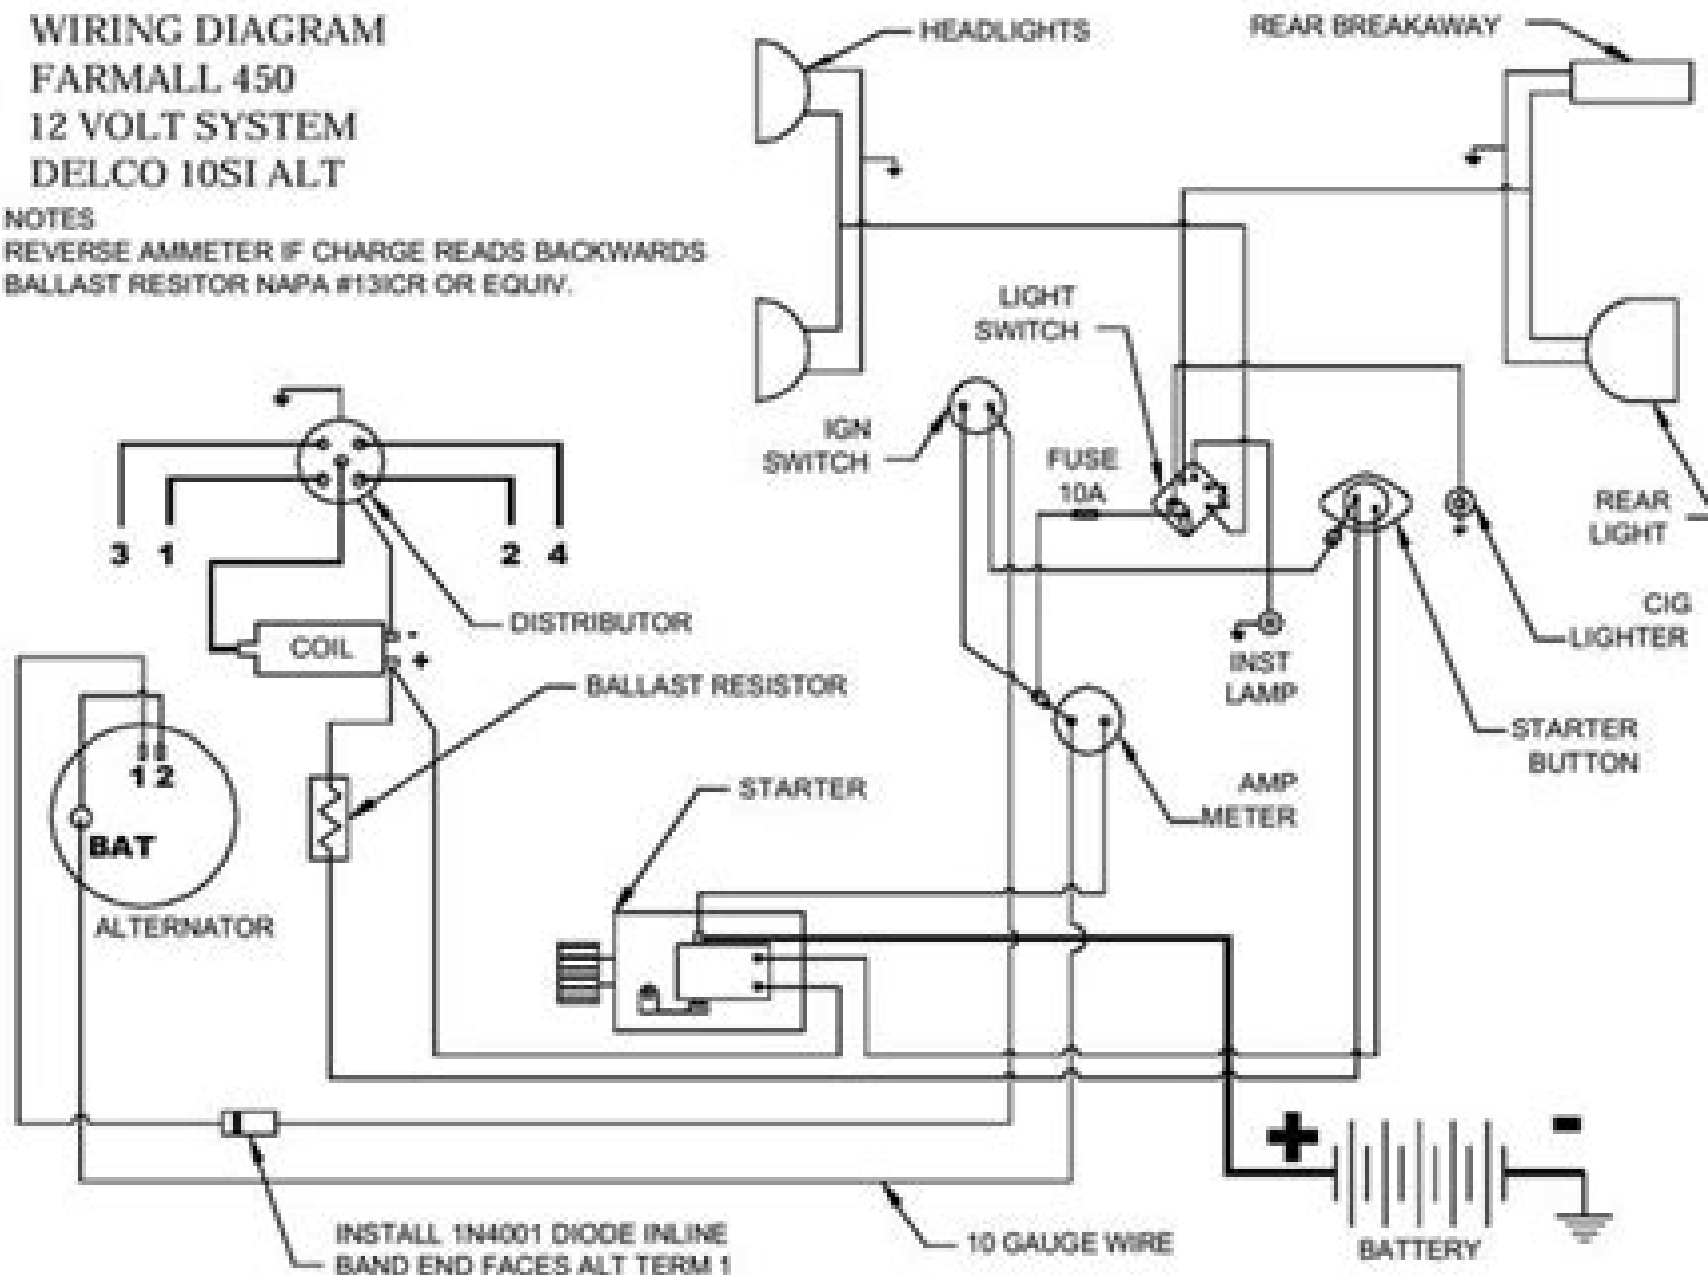 WIRING DIAGRAM
FARMALL 450
12 VOLT SYSTEM
DELCO 10SI ALT
NOTES
REVERSE AMMETER IF CHARGE READS BACKWARDS
BALLAST RESITOR NAPA #13ICR OR EQUIV.
HEADLIGHTS
REAR BREAKAWAY
LIGHT
SWITCH
IGN
SWITCH
FUSE
10A
REAR
LIGHT
3 1 2 4
DISTRIBUTOR
COIL
-
+
CIG
LIGHTER
INST
LAMP
BALLAST RESISTOR
STARTER
BUTTON
1 2
BAT
ALTERNATOR
STARTER
AMP
METER
+ -
BATTERY
10 GAUGE WIRE
INSTALL 1N4001 DIODE INLINE
BAND END FACES ALT TERM 1